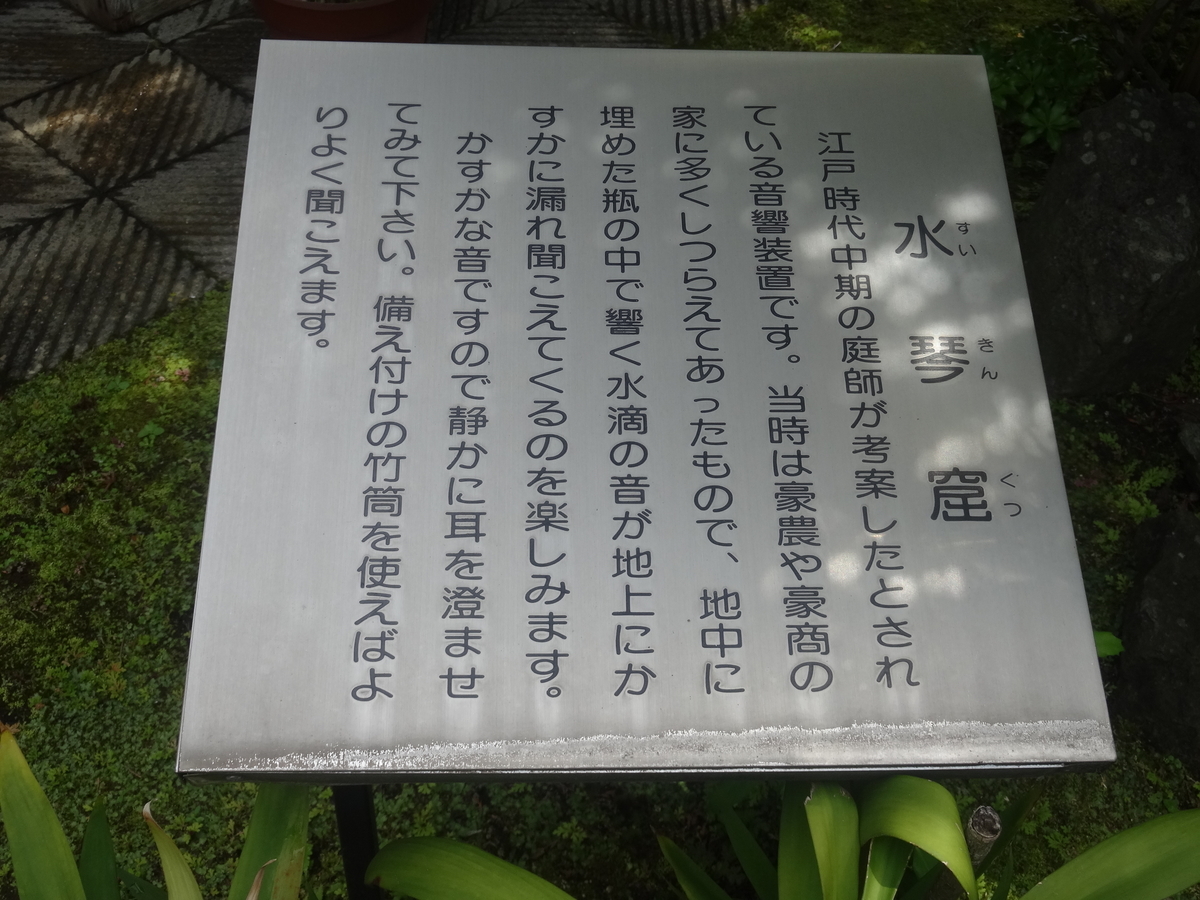 水琴窟
すいきんぐつ
江戸時代中期の庭師が考案したとされ
ている音響装置です。当時は豪農や豪商の
家に多くしつらえてあったもので、地中に
埋めた瓶の中で響く水滴の音が地上にか
すかに漏れ聞こえてくるのを楽しみます。
かすかな音ですので静かに耳を澄ませ
てみて下さい。備え付けの竹筒を使えばよ
りよく聞こえます。